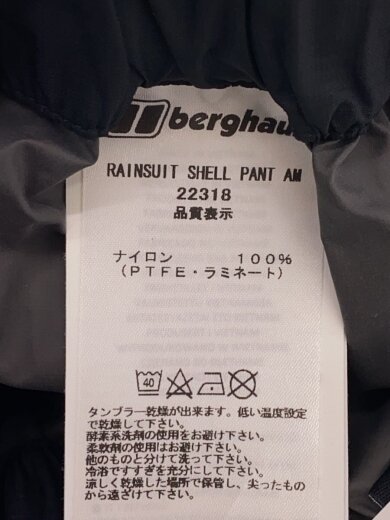 berghau
RAINSUIT SHELL PANT AM
22318
品質表示
ナイロン 100%
(PTFE・ラミネート)
40
タンブラー乾燥が出来ます。低い温度設定
で乾燥して下さい。
酵素系洗剤の使用をお避け下さい。
柔軟剤の使用はお避け下さい。
他のものと分けて洗って下さい。
冷浴ですすぎを充分にして下さい。
涼しく乾燥した場所で保管し、尖ったもの
から遠ざけて下さい。